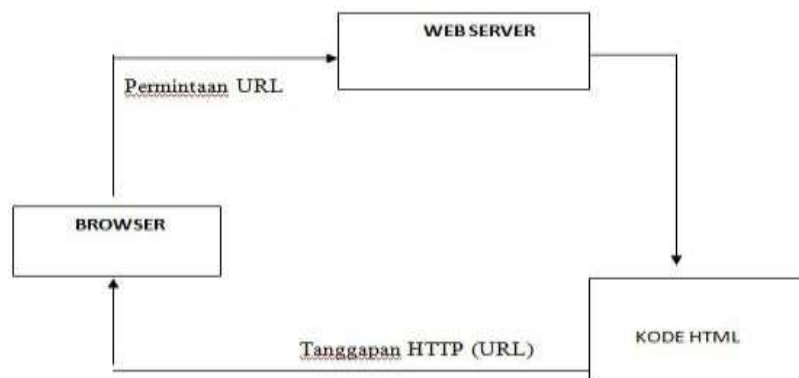 WEB SERVER
Permintaan URL
BROWSER
KODE HTML
Tanggapan HTTP (URL)